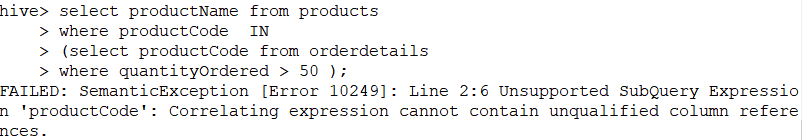 hive> select productName from products
    > where productCode  IN
    > (select productCode from orderdetails
    > where quantityOrdered > 50 );
FAILED: SemanticException [Error 10249]: Line 2:6 Unsupported SubQuery Expressio
n 'productCode': Correlating expression cannot contain unqualified column refere
nces.